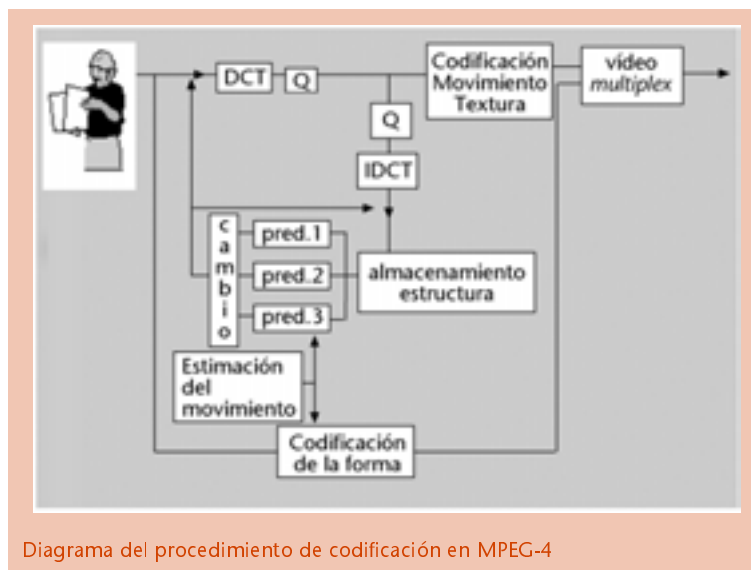 DCT
Q
Codificación
Movimiento
Textura
vídeo
multiplex
Q
IDCT
cambio
pred.1
pred.2
pred.3
almacenamiento
estructura
Estimación
del
movimiento
Codificación
de la forma
Diagrama del procedimiento de codificación en MPEG-4